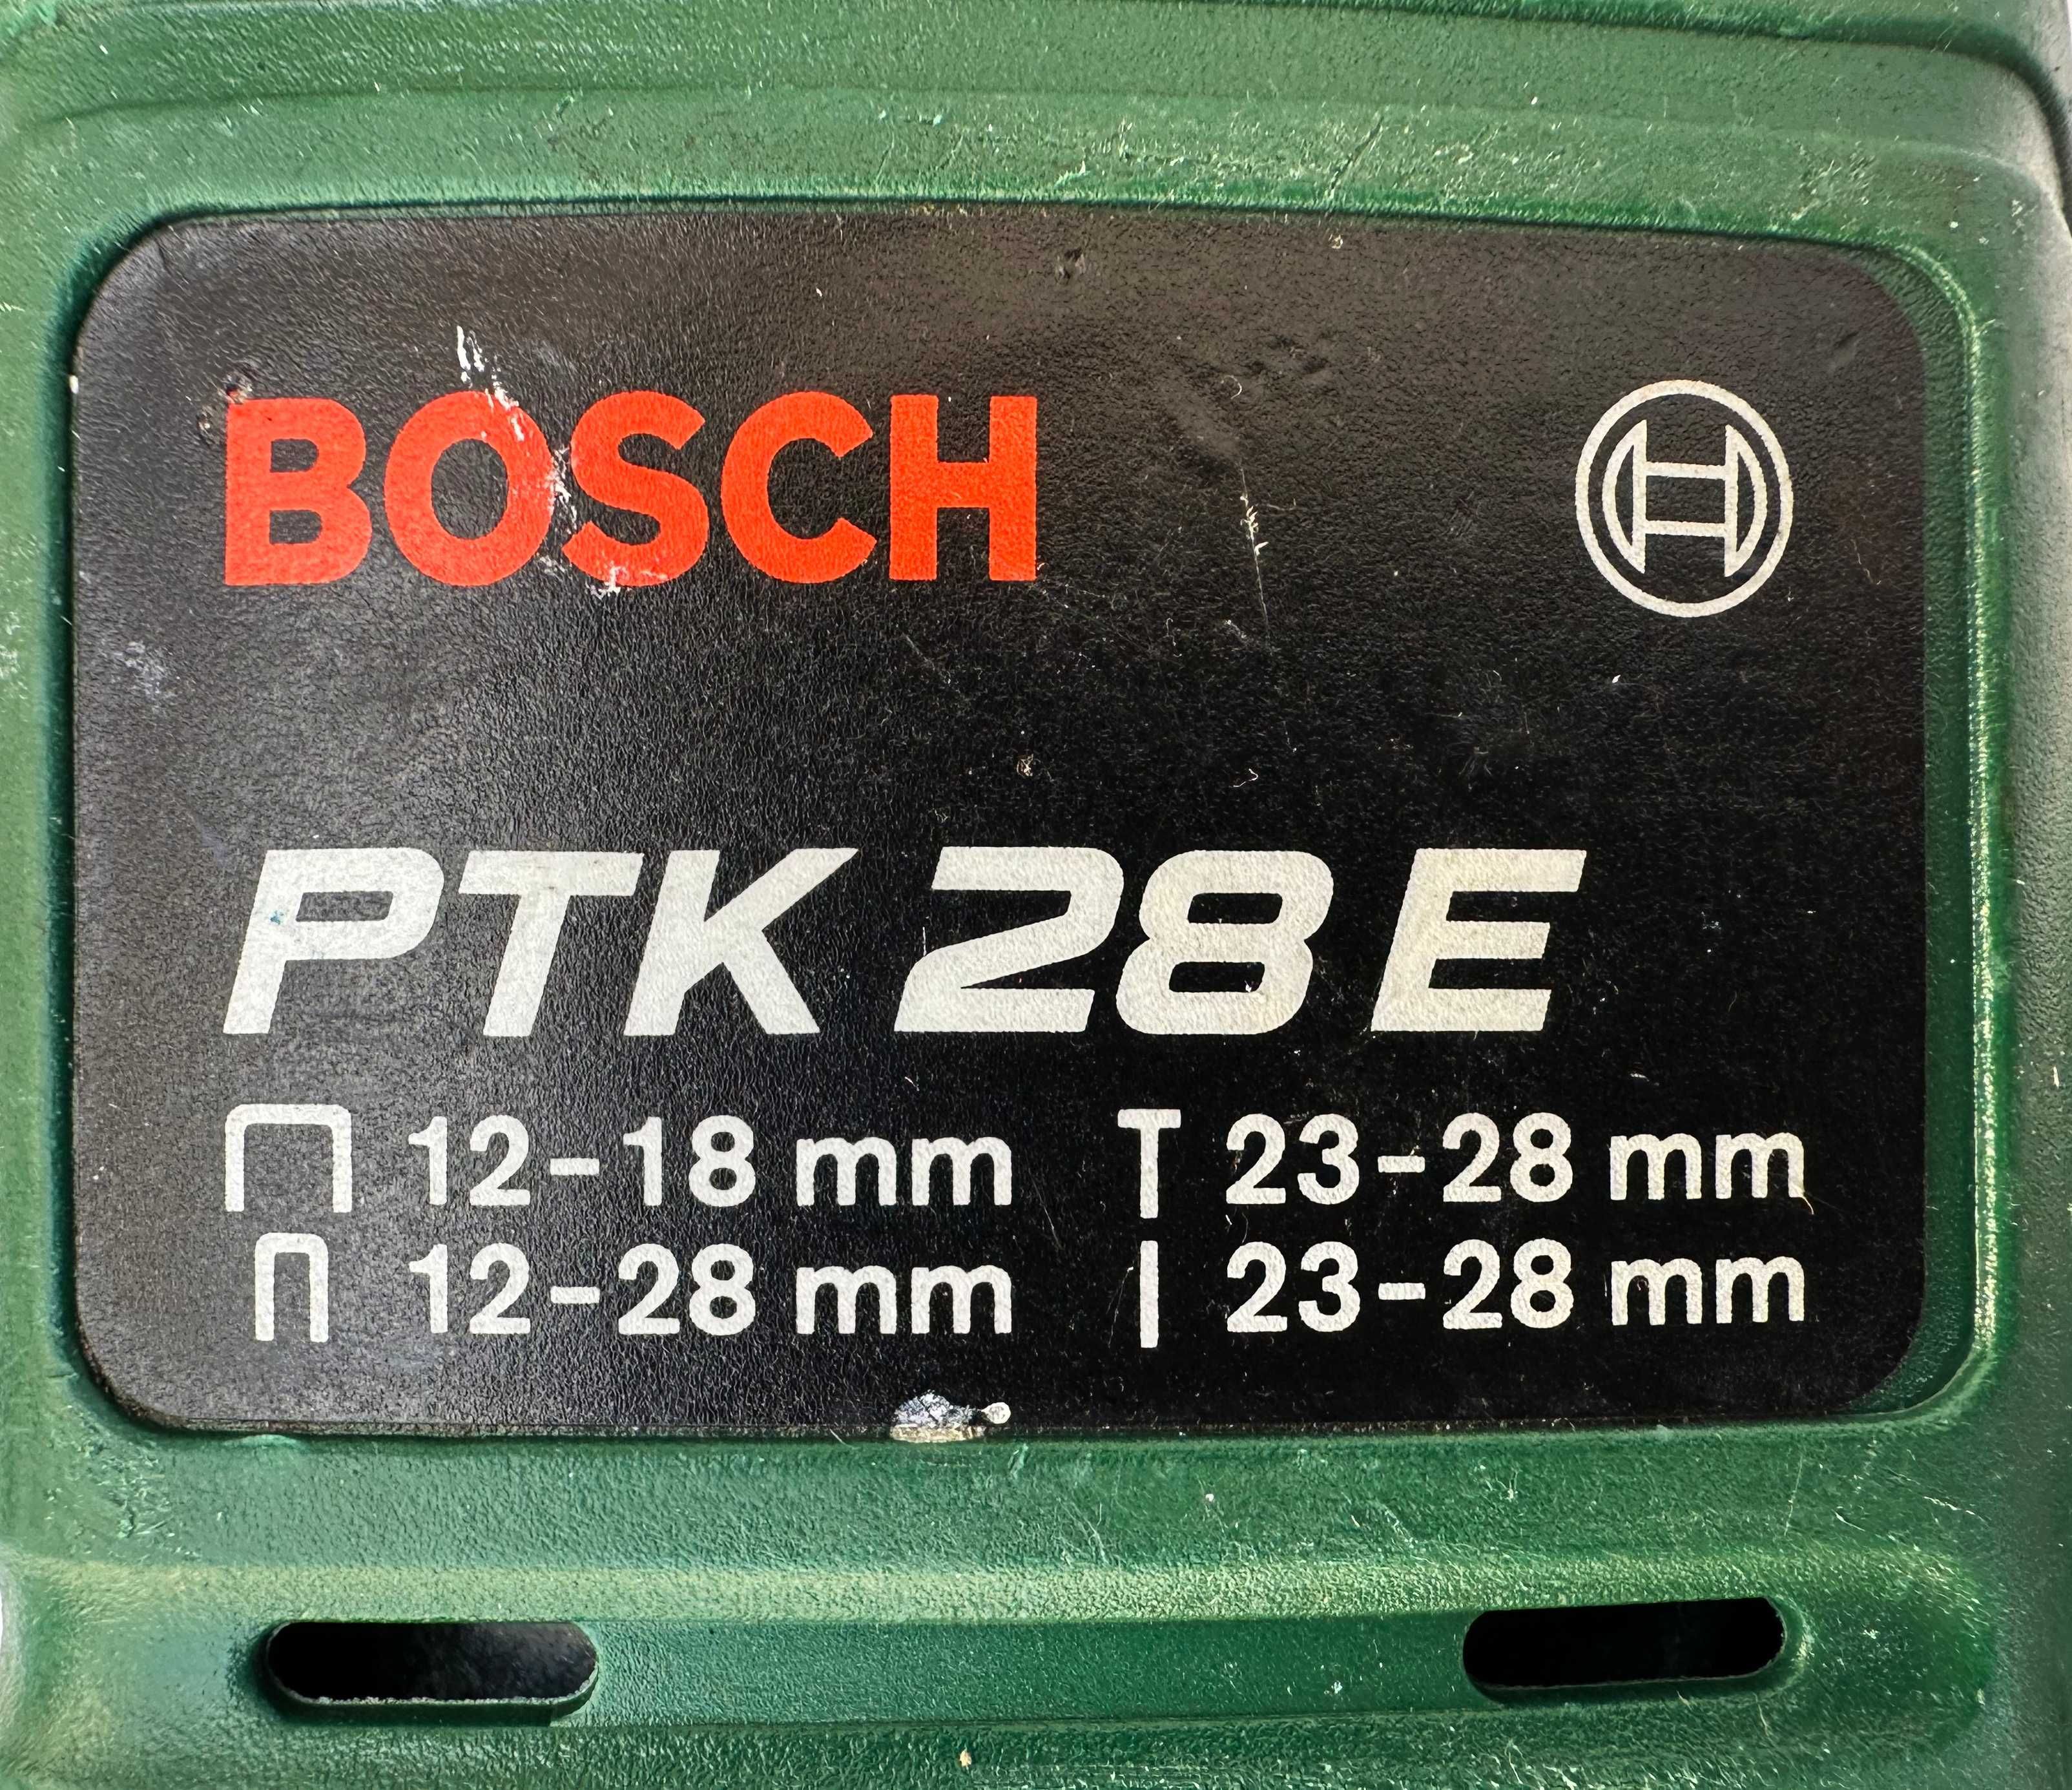 BOSCH
PTK 28 E
12-18 mm T 23-28 mm
12-28 mm I 23-28 mm